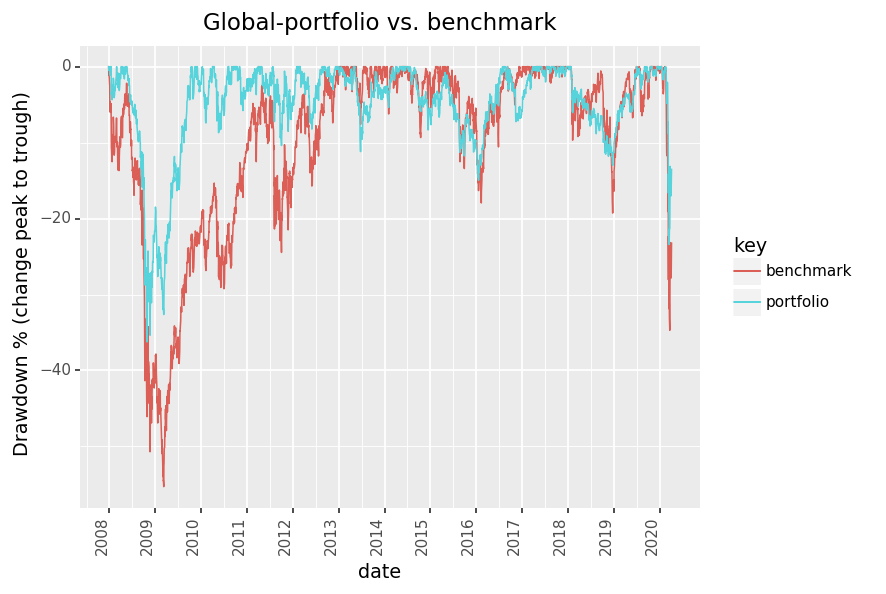 Global-portfolio vs. benchmark
Drawdown % (change peak to trough)
0
−20
−40
2008
2009
2010
2011
2012
2013
2014
2015
2016
2017
2018
2019
2020
date
key
benchmark
portfolio